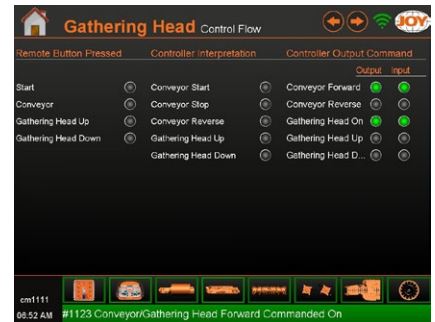 Gathering Head Control Flow
JOY
Remote Button Pressed
Controller Interpretation
Controller Output Command
Output Input
Start
Conveyor Start
Conveyor Forward
Conveyor
Conveyor Stop
Conveyor Reverse
Gathering Head Up
Conveyor Reverse
Gathering Head On
Gathering Head Down
Gathering Head Up
Gathering Head Up
Gathering Head Down
Gathering Head D...
cm1111
06:52 AM
#1123 Conveyor/Gathering Head Forward Commanded On